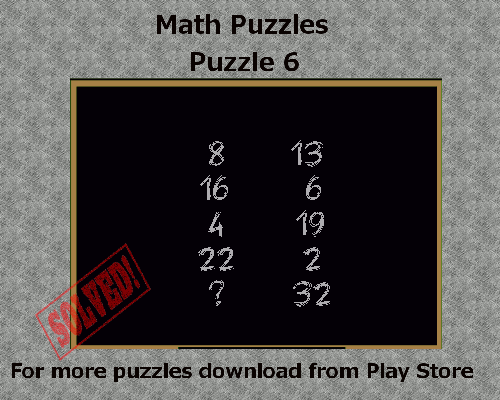 Math Puzzles
Puzzle 6
8 13
16 6
4 19
22 2
? 32
SOLVED!
For more puzzles download from Play Store